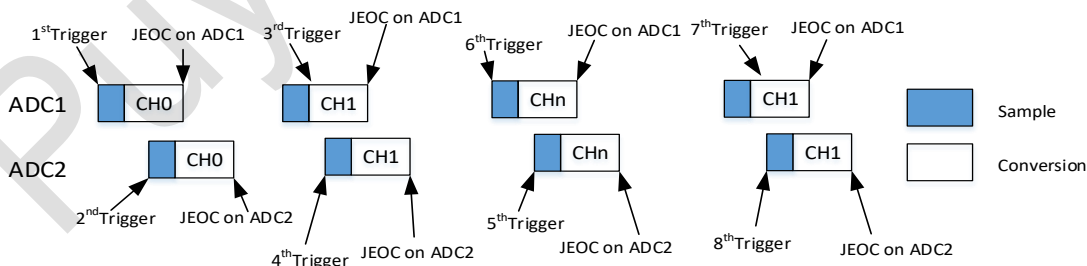 1stTrigger JEOC on ADC1 3rdTrigger JEOC on ADC1 6thTrigger JEOC on ADC1 7thTrigger JEOC on ADC1
ADC1 CH0 CH1 CHn CH1 Sample
ADC2 CH0 CH1 CHn CH1 Conversion
2ndTrigger JEOC on ADC2 4thTrigger JEOC on ADC2 5thTrigger JEOC on ADC2 8thTrigger JEOC on ADC2
Puy